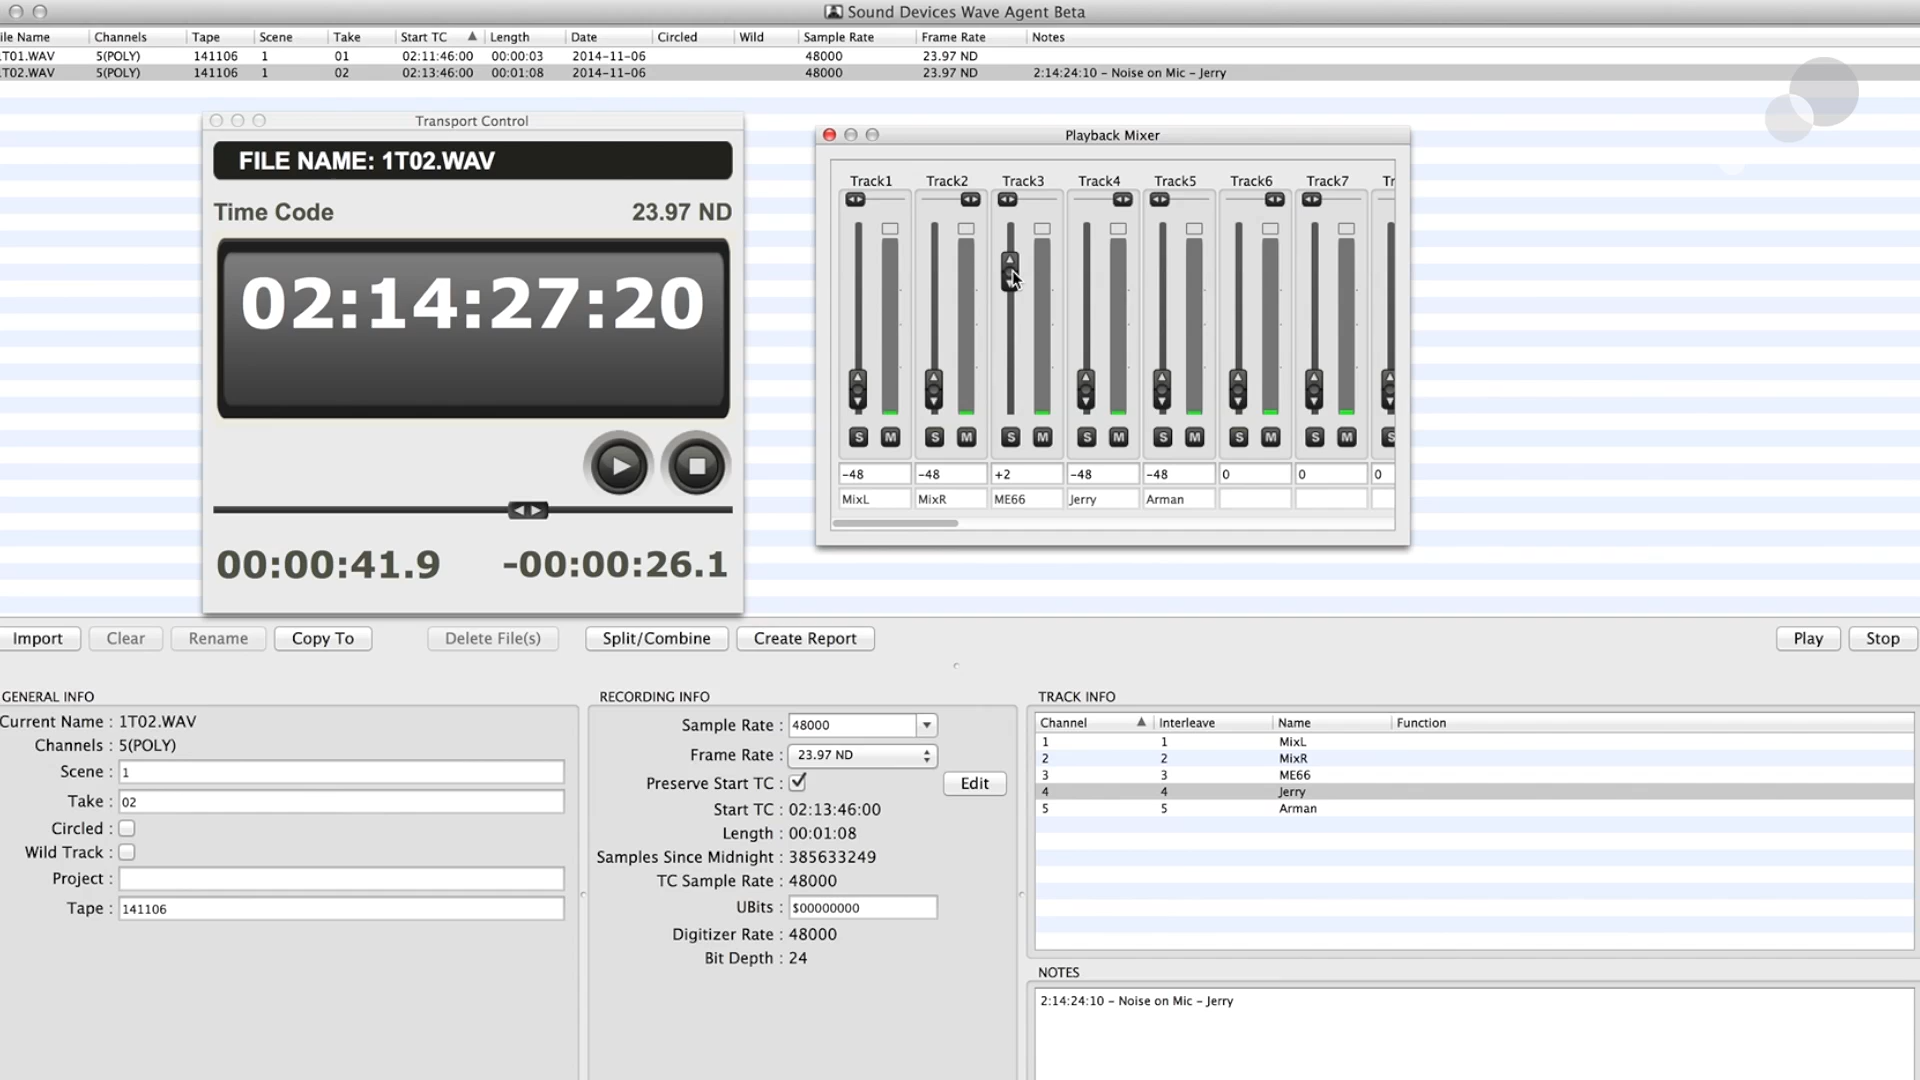 Sound Devices Wave Agent Beta
ile Name Channels Tape Scene Take Start TC Length Date Circled Wild Sample Rate Frame Rate Notes
1T01.WAV 5(POLY) 141106 1 01 02:11:46:00 00:00:03 2014-11-06 48000 23.97 ND
1T02.WAV 5(POLY) 141106 1 02 02:13:46:00 00:01:08 2014-11-06 48000 23.97 ND 2:14:24:10 - Noise on Mic - Jerry
Transport Control
FILE NAME: 1T02.WAV
Time Code 23.97 ND
02:14:27:20
00:00:41.9 -00:00:26.1
Playback Mixer
Track1 Track2 Track3 Track4 Track5 Track6 Track7 Tr
S M S M S M S M S M S M S M S
-48 -48 +2 -48 -48 0 0 0
MixL MixR ME66 Jerry Arman
Import Clear Rename Copy To Delete File(s) Split/Combine Create Report Play Stop
GENERAL INFO
Current Name : 1T02.WAV
Channels : 5(POLY)
Scene : 1
Take : 02
Circled :
Wild Track :
Project :
Tape : 141106
RECORDING INFO
Sample Rate : 48000
Frame Rate : 23.97 ND
Preserve Start TC : Edit
Start TC : 02:13:46:00
Length : 00:01:08
Samples Since Midnight : 385633249
TC Sample Rate : 48000
UBits : $00000000
Digitizer Rate : 48000
Bit Depth : 24
TRACK INFO
Channel Interleave Name Function
1 1 MixL
2 2 MixR
3 3 ME66
4 4 Jerry
5 5 Arman
NOTES
2:14:24:10 - Noise on Mic - Jerry